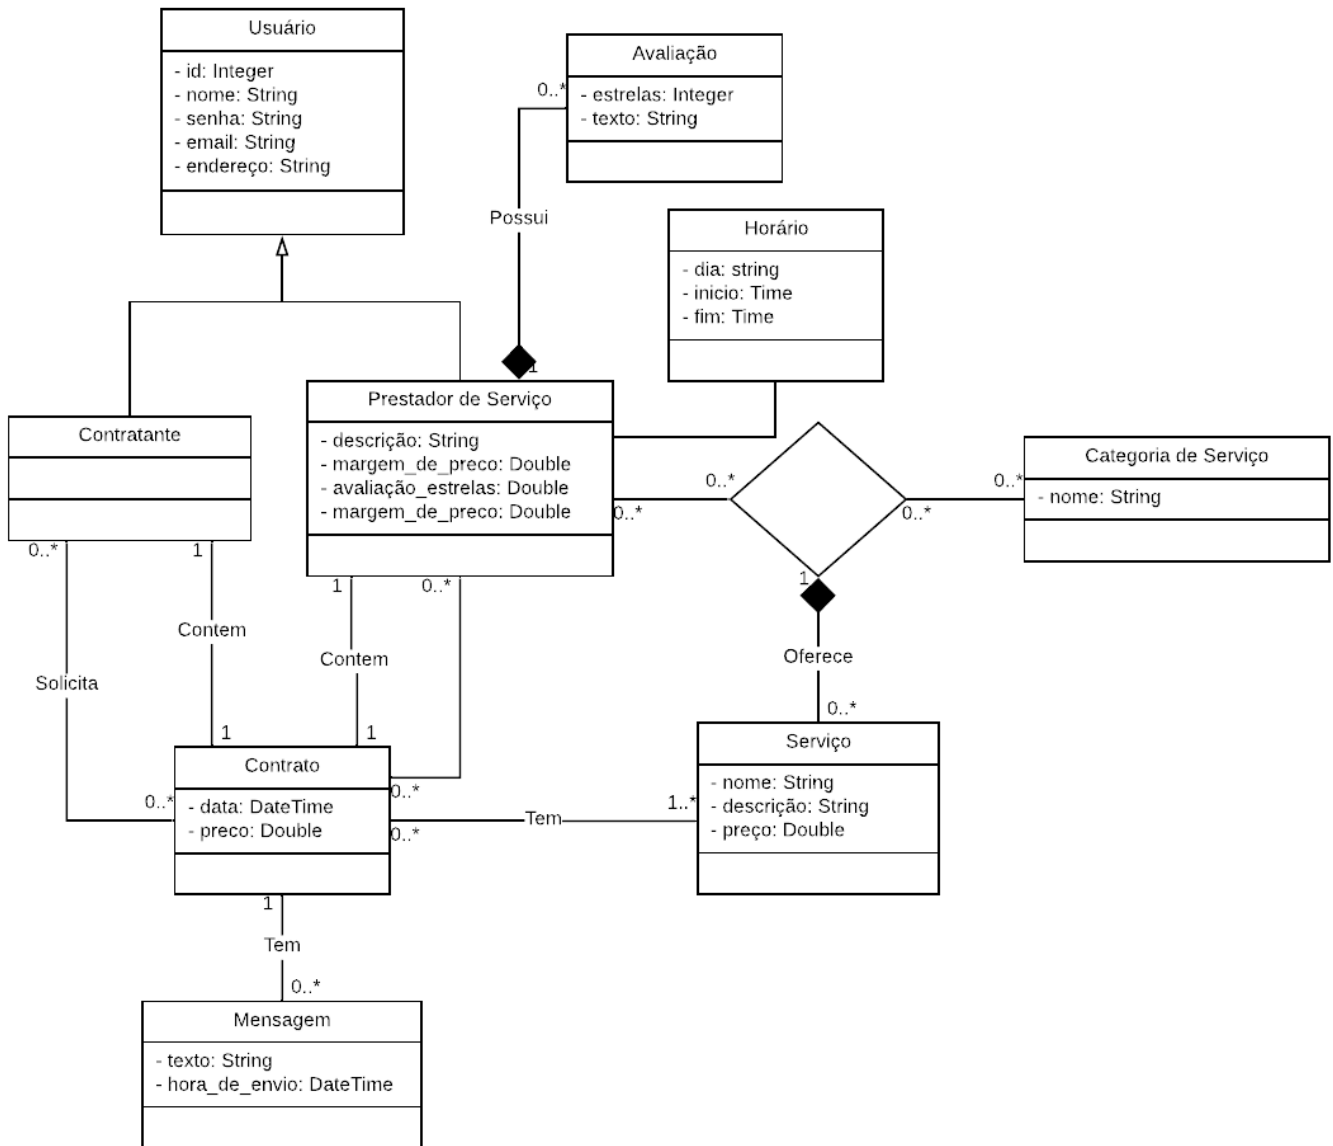 Usuário
- id: Integer
- nome: String
- senha: String
- email: String
- endereço: String
Avaliação
- estrelas: Integer
- texto: String
0..*
Possui
1
Horário
- dia: string
- inicio: Time
- fim: Time
Prestador de Serviço
- descrição: String
- margem_de_preco: Double
- avaliação_estrelas: Double
- margem_de_preco: Double
Contratante
Categoria de Serviço
- nome: String
0..*
0..*
0..*
0..*
1
Oferece
0..*
0..*
1
1
0..*
Contem
Contem
Solicita
1
1
0..*
0..*
0..*
Contrato
- data: DateTime
- preco: Double
Tem
1..*
Serviço
- nome: String
- descrição: String
- preço: Double
1
Tem
0..*
Mensagem
- texto: String
- hora_de_envio: DateTime